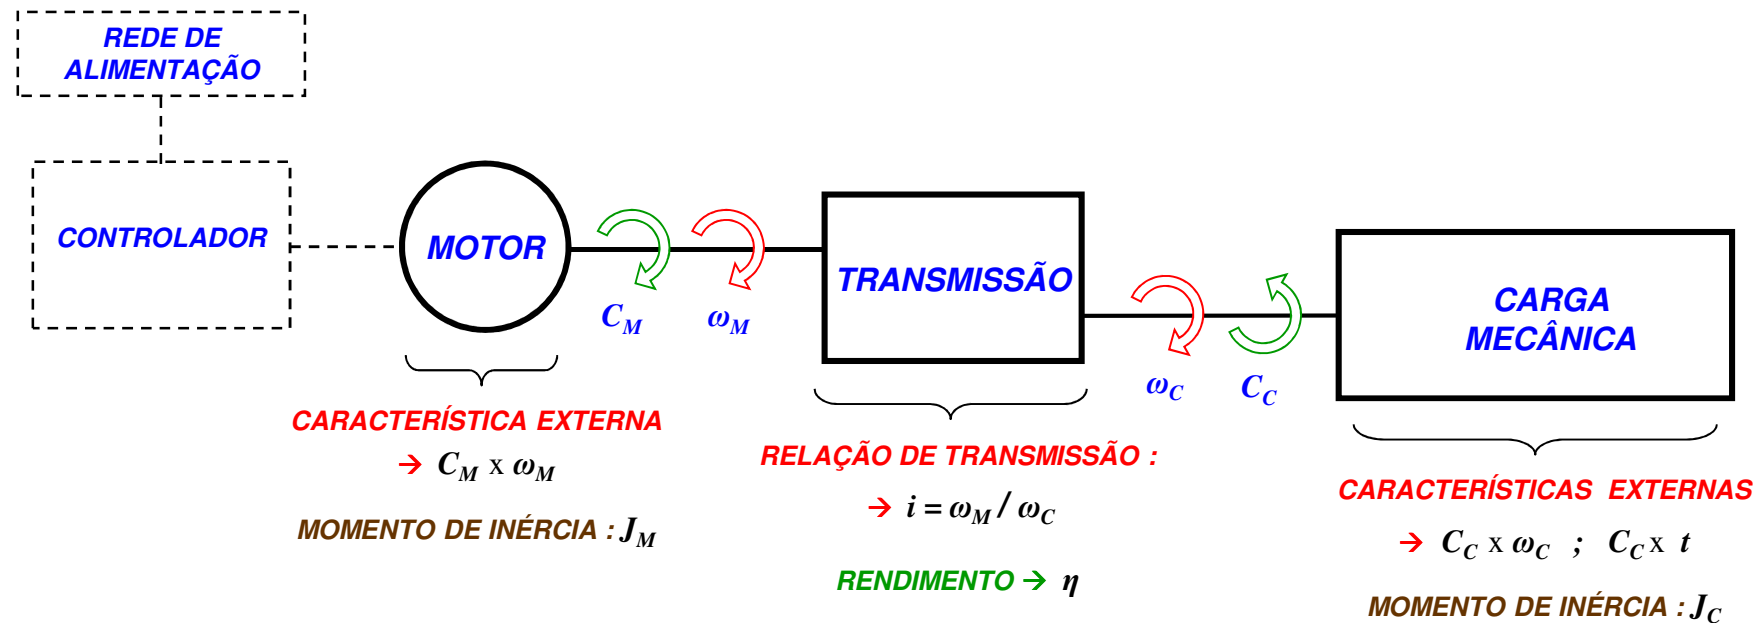 REDE DE
ALIMENTAÇÃO
CONTROLADOR
MOTOR
C_M
ω_M
TRANSMISSÃO
ω_C
C_C
CARGA
MECÂNICA
CARACTERÍSTICA EXTERNA
→ C_M x ω_M
MOMENTO DE INÉRCIA : J_M
RELAÇÃO DE TRANSMISSÃO :
→ i = ω_M / ω_C
RENDIMENTO → η
CARACTERÍSTICAS EXTERNAS
→ C_C x ω_C ; C_C x t
MOMENTO DE INÉRCIA : J_C